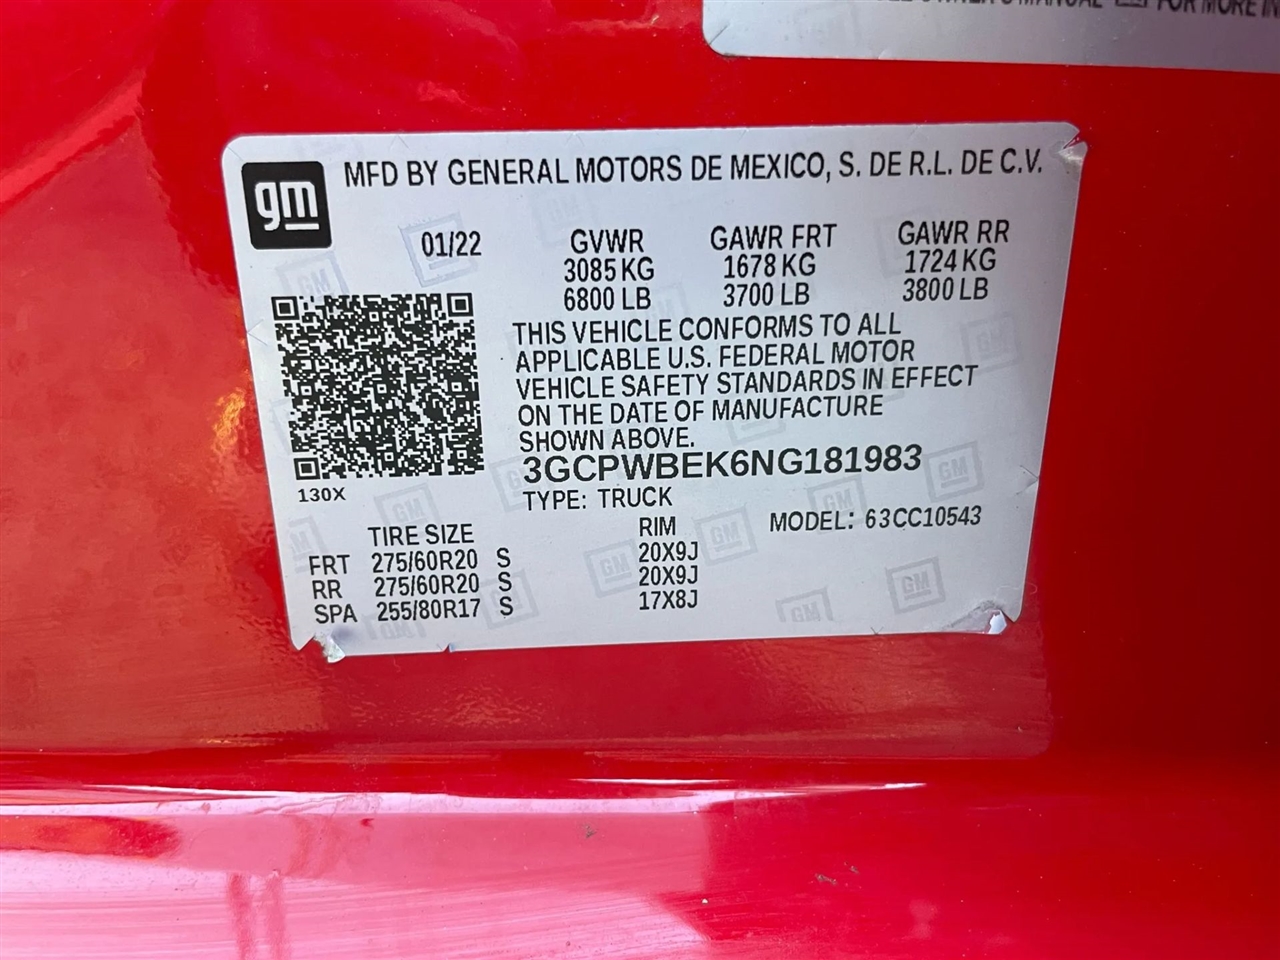 OWNER'S MANUAL FOR MORE IN
gm
MFD BY GENERAL MOTORS DE MEXICO, S. DE R.L. DE C.V.
01/22 GVWR GAWR FRT GAWR RR
3085 KG 1678 KG 1724 KG
6800 LB 3700 LB 3800 LB
THIS VEHICLE CONFORMS TO ALL
APPLICABLE U.S. FEDERAL MOTOR
VEHICLE SAFETY STANDARDS IN EFFECT
ON THE DATE OF MANUFACTURE
SHOWN ABOVE.
3GCPWBEK6NG181983
130X
TYPE: TRUCK
TIRE SIZE RIM MODEL: 63CC10543
FRT 275/60R20 S 20X9J
RR 275/60R20 S 20X9J
SPA 255/80R17 S 17X8J